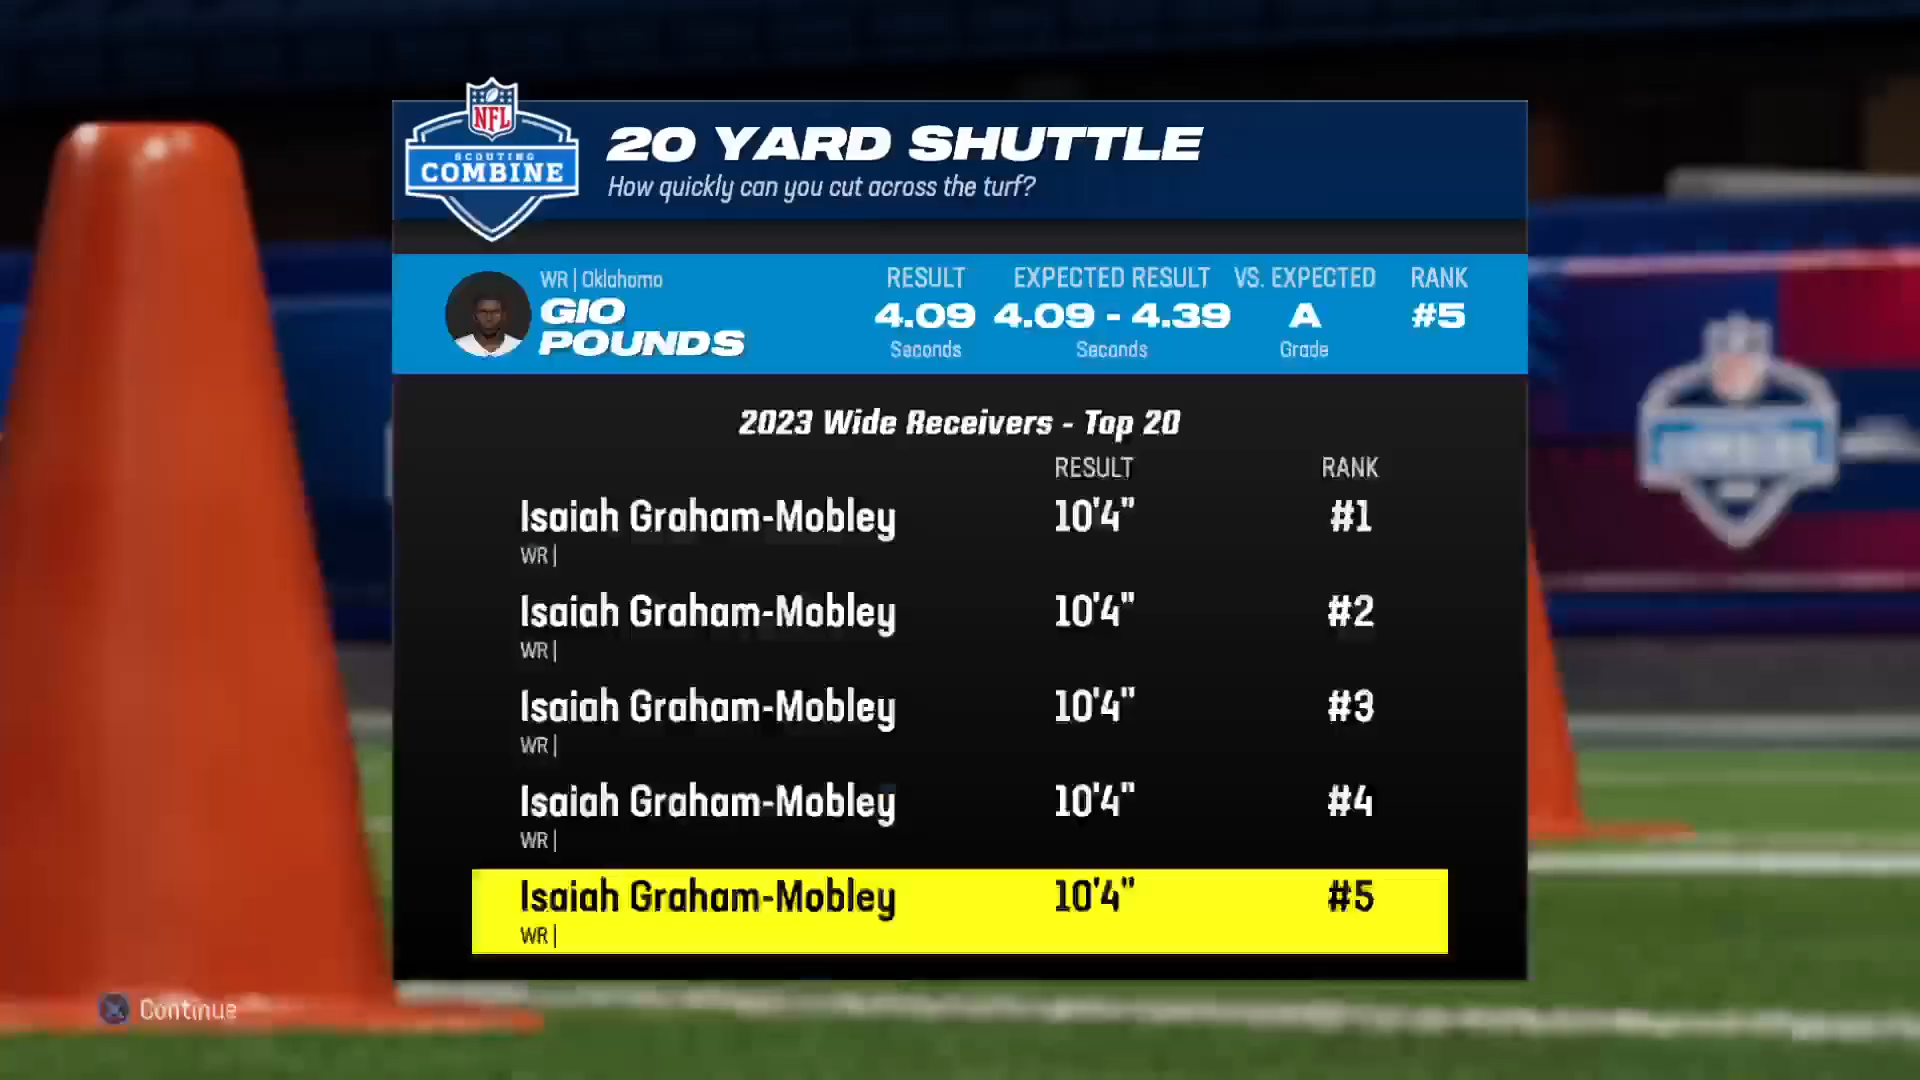 NFL
SCOUTING
COMBINE
20 YARD SHUTTLE
How quickly can you cut across the turf?
WR | Oklahoma
GIO
POUNDS
RESULT EXPECTED RESULT VS. EXPECTED RANK
4.09 4.09 - 4.39 A #5
Seconds Seconds Grade
2023 Wide Receivers - Top 20
RESULT RANK
Isaiah Graham-Mobley 10'4" #1
WR |
Isaiah Graham-Mobley 10'4" #2
WR |
Isaiah Graham-Mobley 10'4" #3
WR |
Isaiah Graham-Mobley 10'4" #4
WR |
Isaiah Graham-Mobley 10'4" #5
WR |
Continue